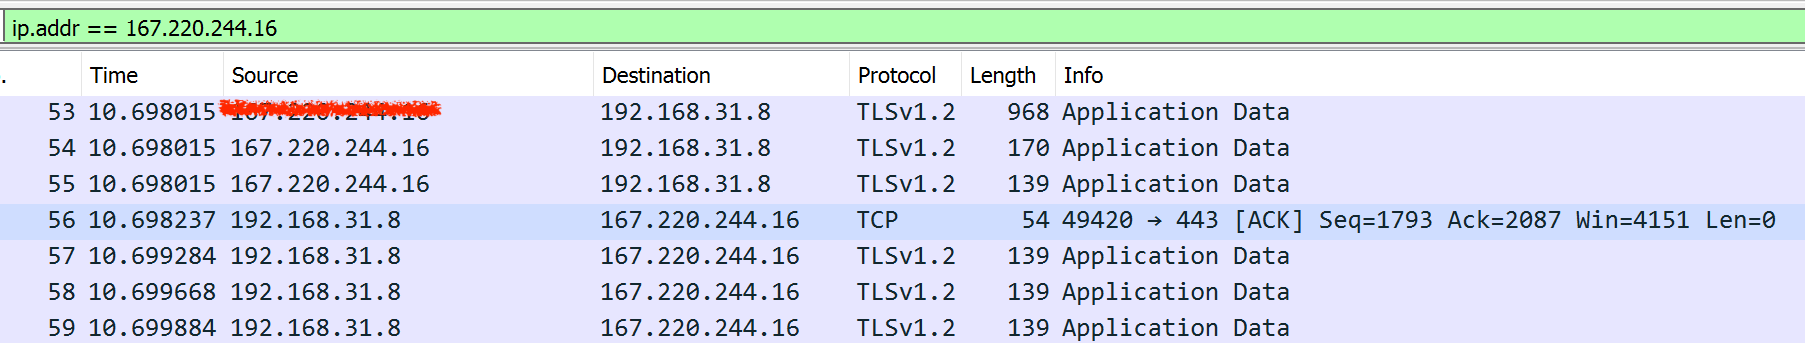 ip.addr == 167.220.244.16
. Time Source Destination Protocol Length Info
53 10.698015 192.168.31.8 TLSv1.2 968 Application Data
54 10.698015 167.220.244.16 192.168.31.8 TLSv1.2 170 Application Data
55 10.698015 167.220.244.16 192.168.31.8 TLSv1.2 139 Application Data
56 10.698237 192.168.31.8 167.220.244.16 TCP 54 49420 → 443 [ACK] Seq=1793 Ack=2087 Win=4151 Len=0
57 10.699284 192.168.31.8 167.220.244.16 TLSv1.2 139 Application Data
58 10.699668 192.168.31.8 167.220.244.16 TLSv1.2 139 Application Data
59 10.699884 192.168.31.8 167.220.244.16 TLSv1.2 139 Application Data